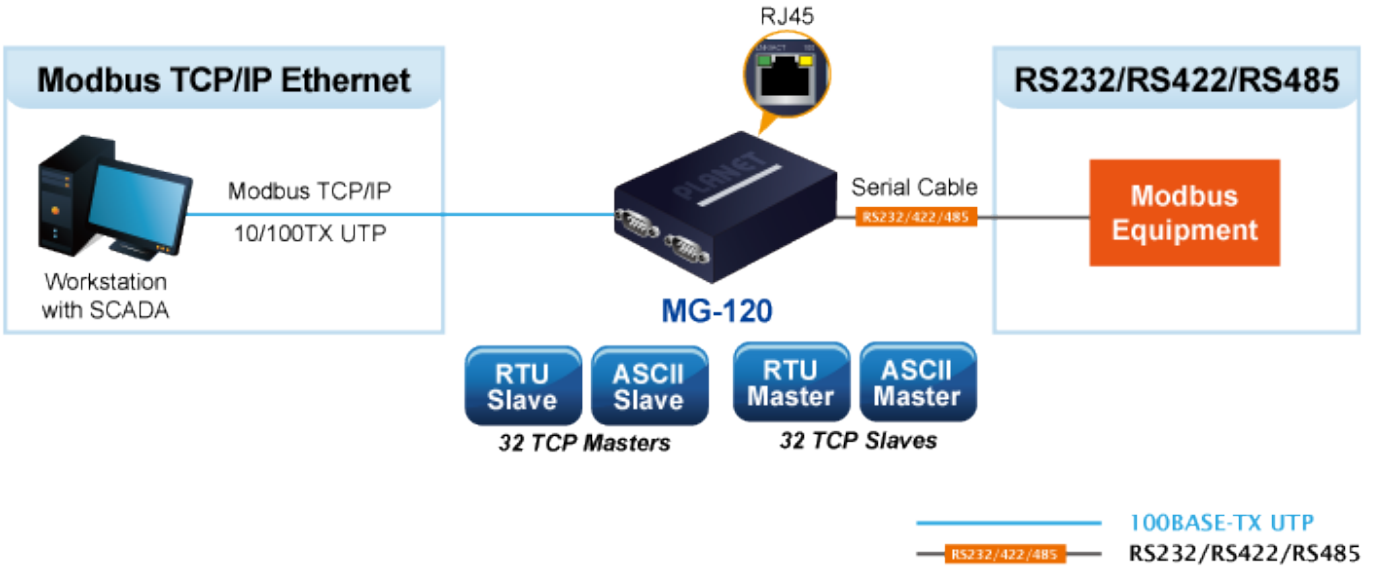 RJ45
Modbus TCP/IP Ethernet
RS232/RS422/RS485
PLANET
Modbus TCP/IP
10/100TX UTP
Serial Cable
RS232/422/485
Modbus
Equipment
Workstation
with SCADA
MG-120
RTU
Slave
ASCII
Slave
RTU
Master
ASCII
Master
32 TCP Masters
32 TCP Slaves
100BASE-TX UTP
RS232/422/485
RS232/RS422/RS485